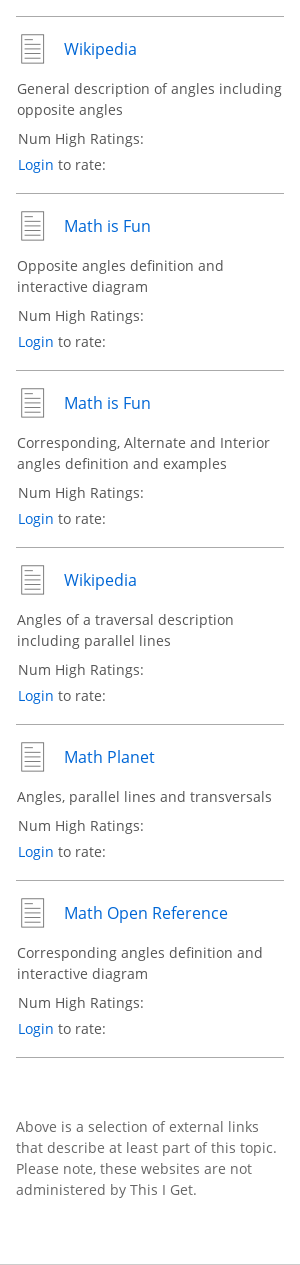 Wikipedia
General description of angles including
opposite angles
Num High Ratings:
Login to rate:
Math is Fun
Opposite angles definition and
interactive diagram
Num High Ratings:
Login to rate:
Math is Fun
Corresponding, Alternate and Interior
angles definition and examples
Num High Ratings:
Login to rate:
Wikipedia
Angles of a traversal description
including parallel lines
Num High Ratings:
Login to rate:
Math Planet
Angles, parallel lines and transversals
Num High Ratings:
Login to rate:
Math Open Reference
Corresponding angles definition and
interactive diagram
Num High Ratings:
Login to rate:
Above is a selection of external links
that describe at least part of this topic.
Please note, these websites are not
administered by This I Get.